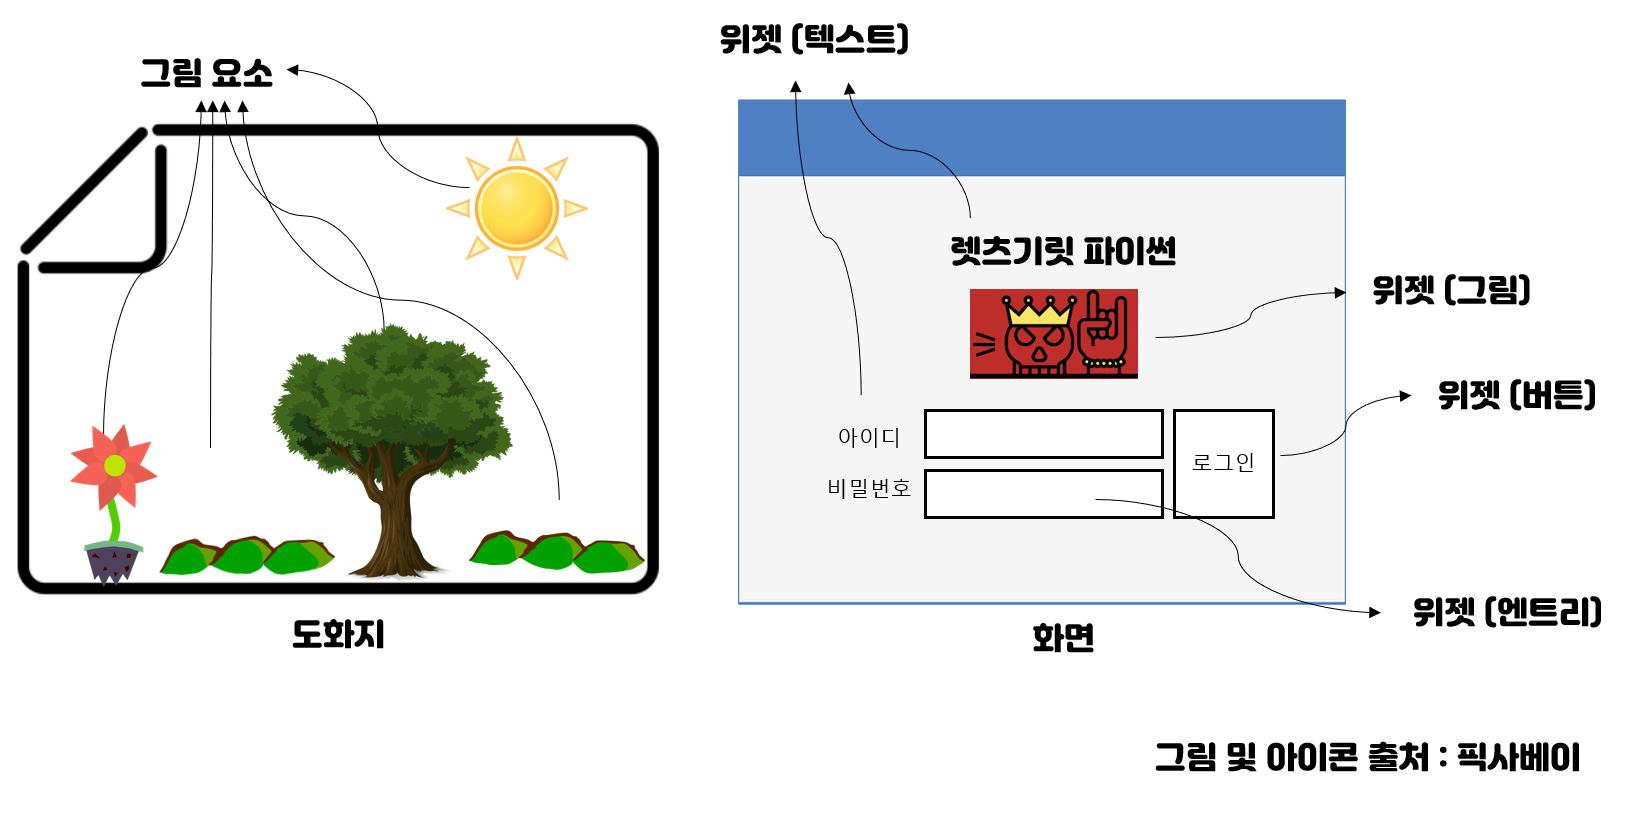 위젯 (텍스트)
그림 요소
렛츠기릿 파이썬
위젯 (그림)
위젯 (버튼)
아이디
로그인
비밀번호
위젯 (엔트리)
도화지
화면
그림 및 아이콘 출처 : 픽사베이